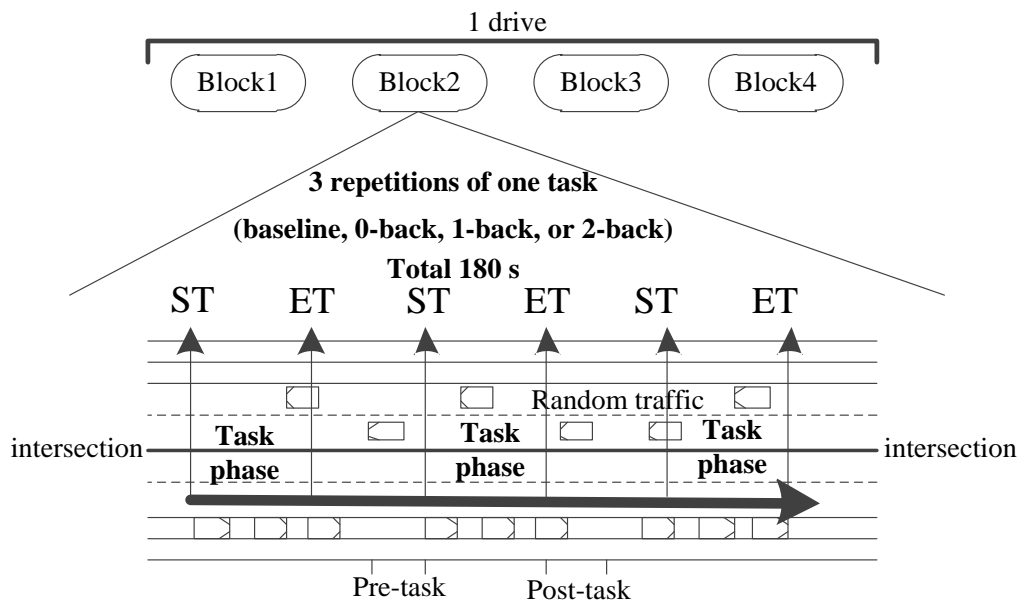 1 drive
Block1 Block2 Block3 Block4
3 repetitions of one task
(baseline, 0-back, 1-back, or 2-back)
Total 180 s
ST ET ST ET ST ET
Random traffic
intersection Task phase Task phase Task phase intersection
Pre-task Post-task